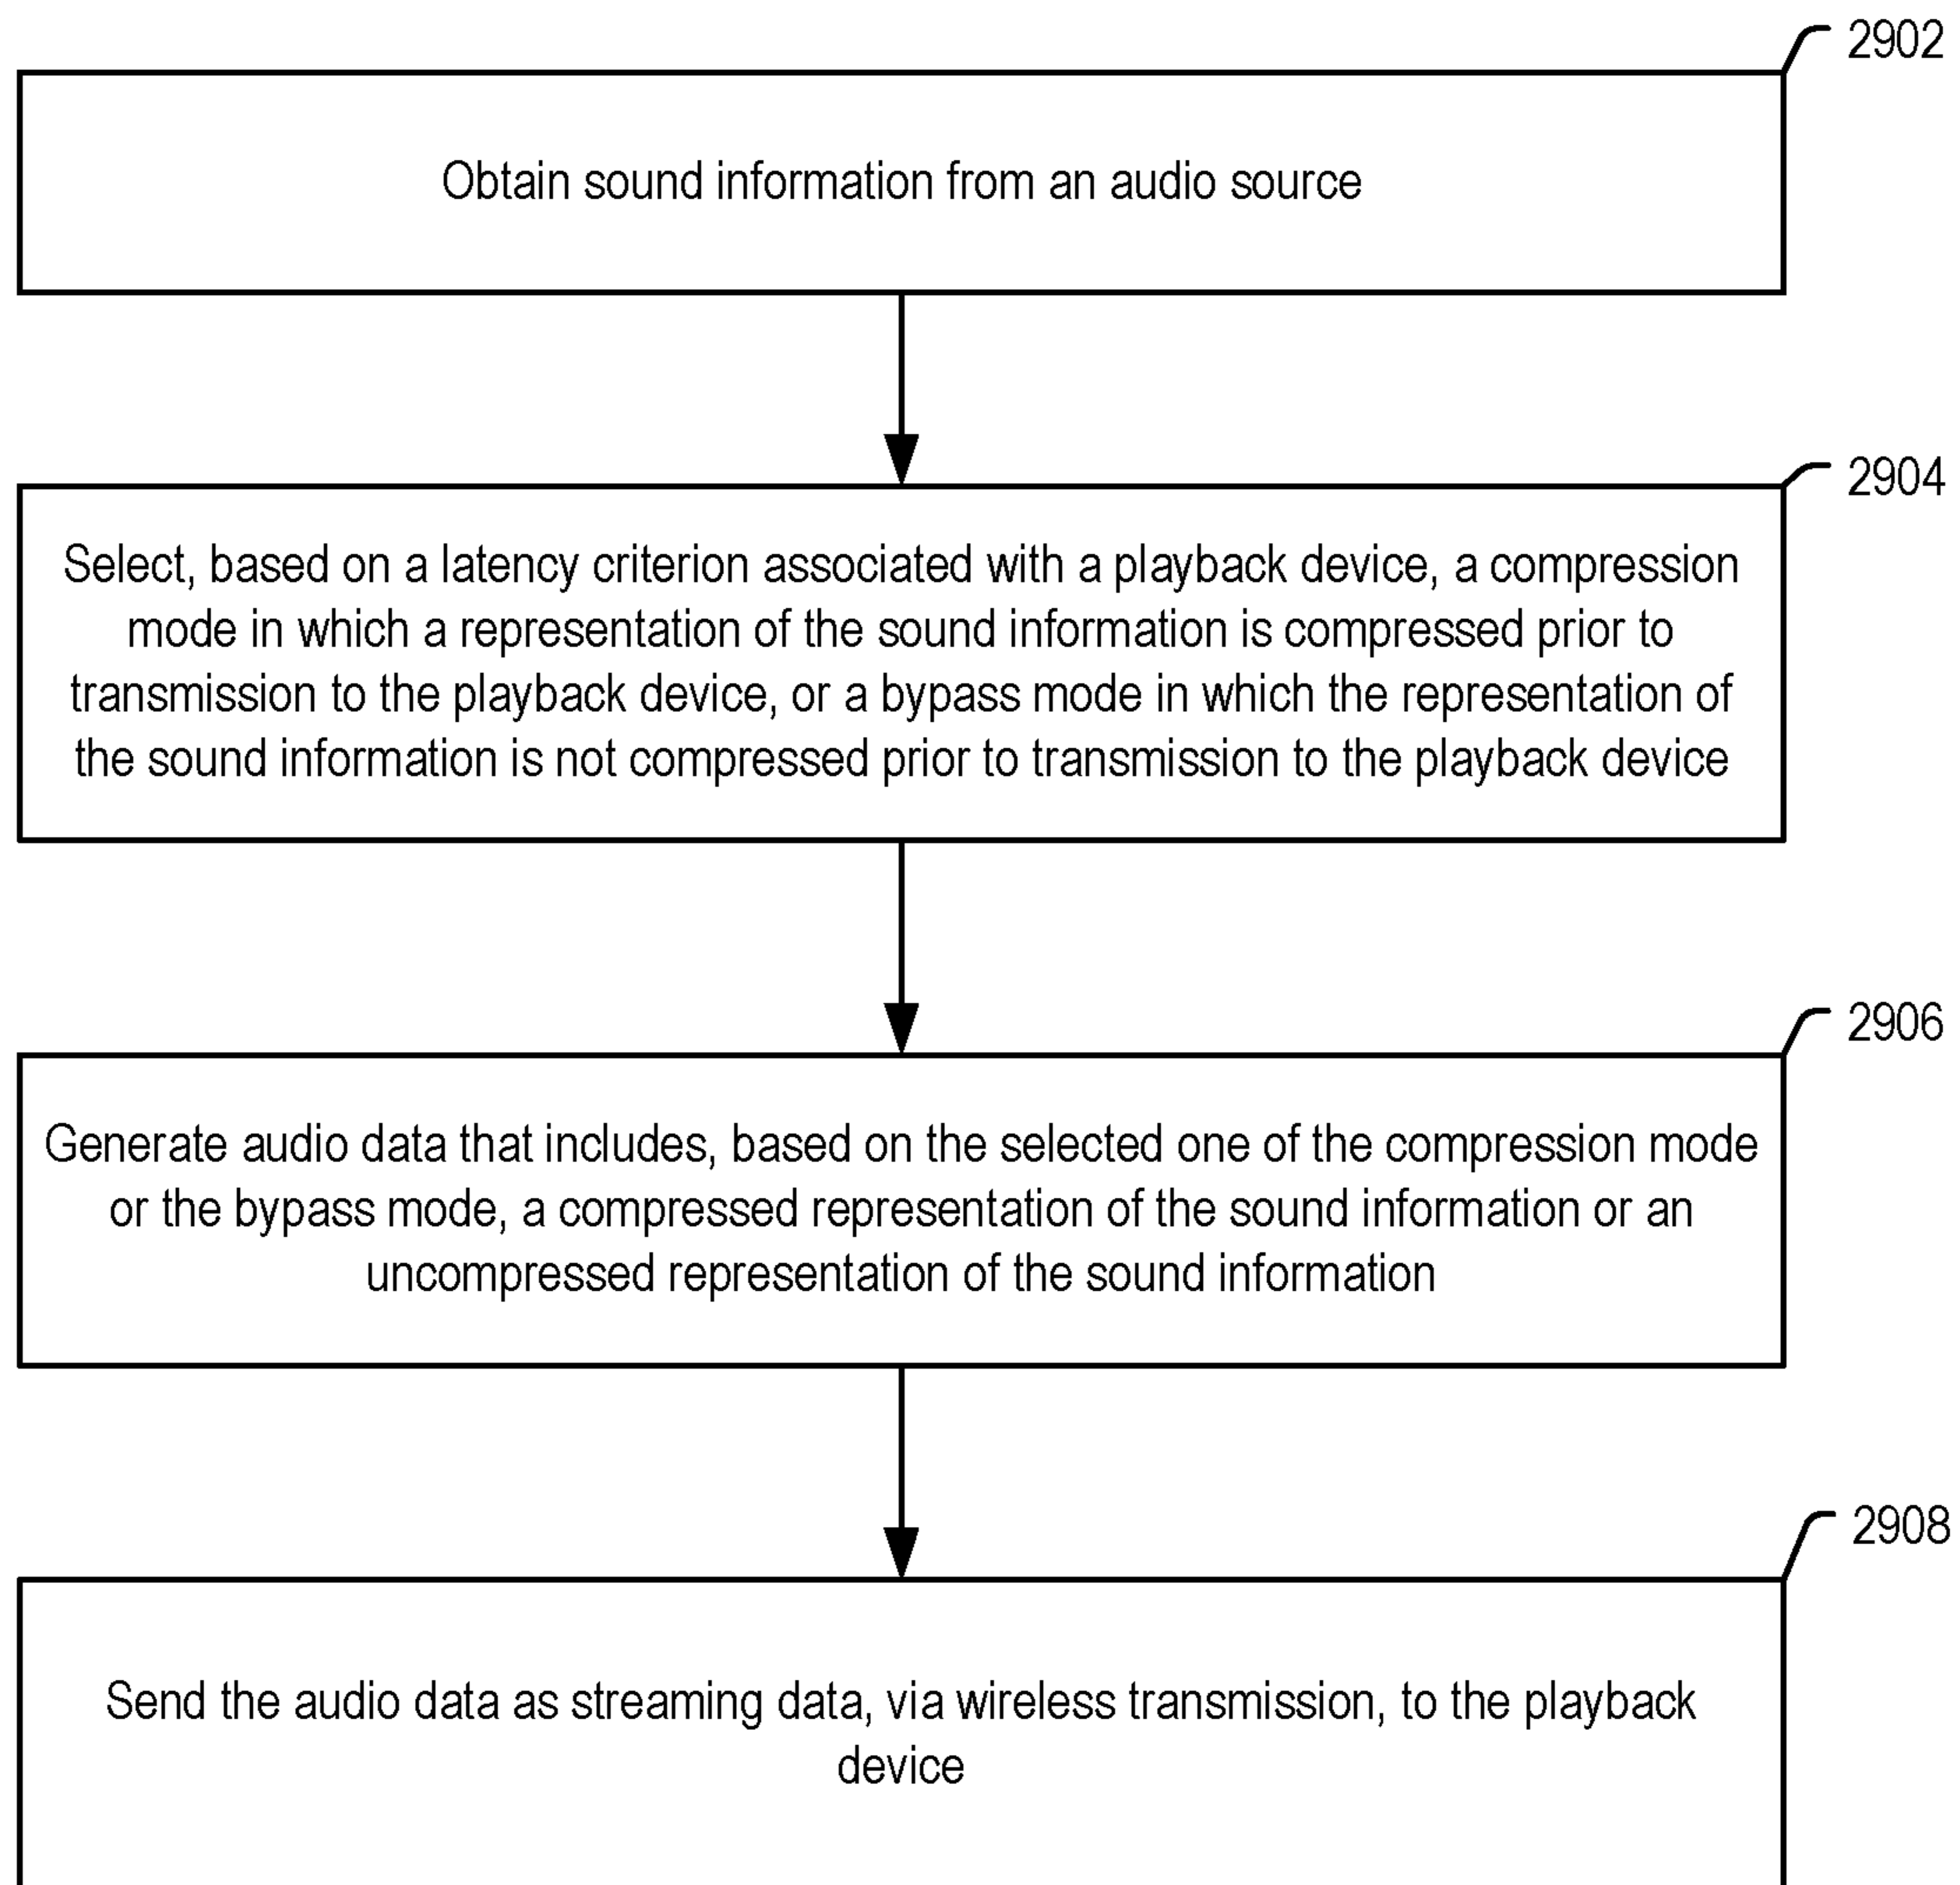 2902
Obtain sound information from an audio source
2904
Select, based on a latency criterion associated with a playback device, a compression
mode in which a representation of the sound information is compressed prior to
transmission to the playback device, or a bypass mode in which the representation of
the sound information is not compressed prior to transmission to the playback device
2906
Generate audio data that includes, based on the selected one of the compression mode
or the bypass mode, a compressed representation of the sound information or an
uncompressed representation of the sound information
2908
Send the audio data as streaming data, via wireless transmission, to the playback
device